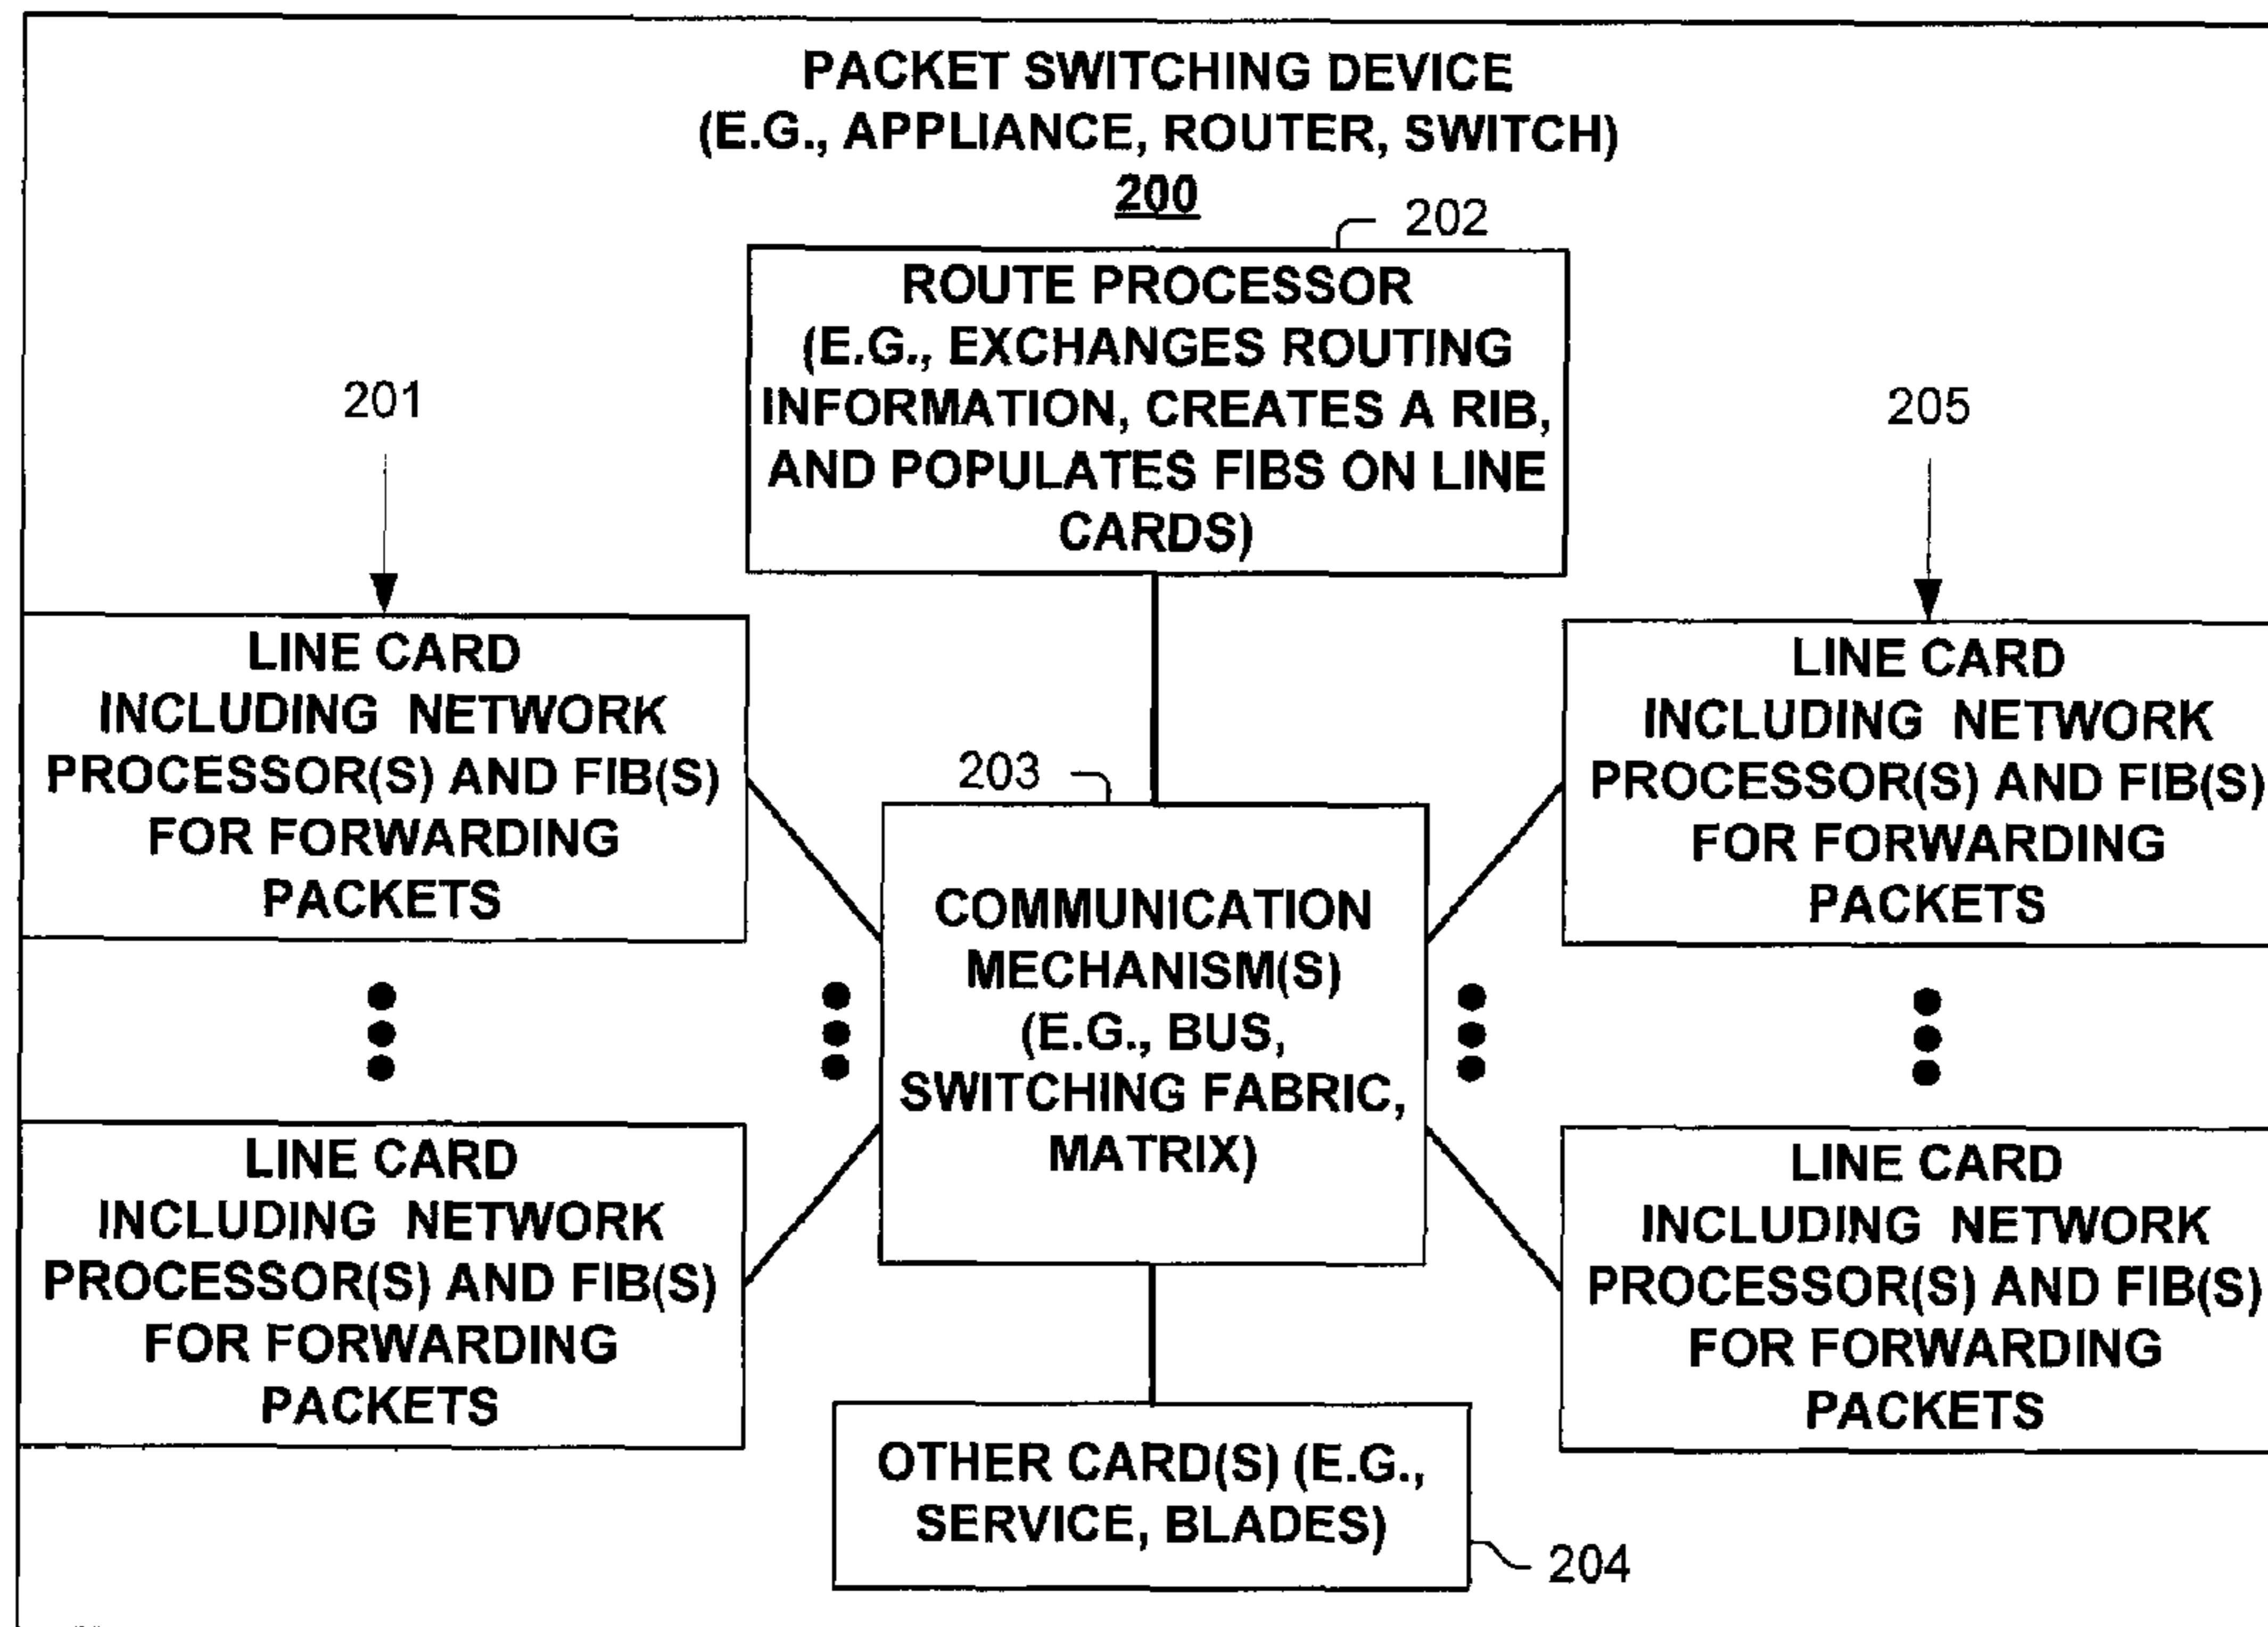 PACKET SWITCHING DEVICE
(E.G., APPLIANCE, ROUTER, SWITCH)
200
202
ROUTE PROCESSOR
(E.G., EXCHANGES ROUTING
INFORMATION, CREATES A RIB,
AND POPULATES FIBS ON LINE
CARDS)
201
LINE CARD
INCLUDING NETWORK
PROCESSOR(S) AND FIB(S)
FOR FORWARDING
PACKETS
205
LINE CARD
INCLUDING NETWORK
PROCESSOR(S) AND FIB(S)
FOR FORWARDING
PACKETS
203
COMMUNICATION
MECHANISM(S)
(E.G., BUS,
SWITCHING FABRIC,
MATRIX)
LINE CARD
INCLUDING NETWORK
PROCESSOR(S) AND FIB(S)
FOR FORWARDING
PACKETS
LINE CARD
INCLUDING NETWORK
PROCESSOR(S) AND FIB(S)
FOR FORWARDING
PACKETS
OTHER CARD(S) (E.G.,
SERVICE, BLADES)
204